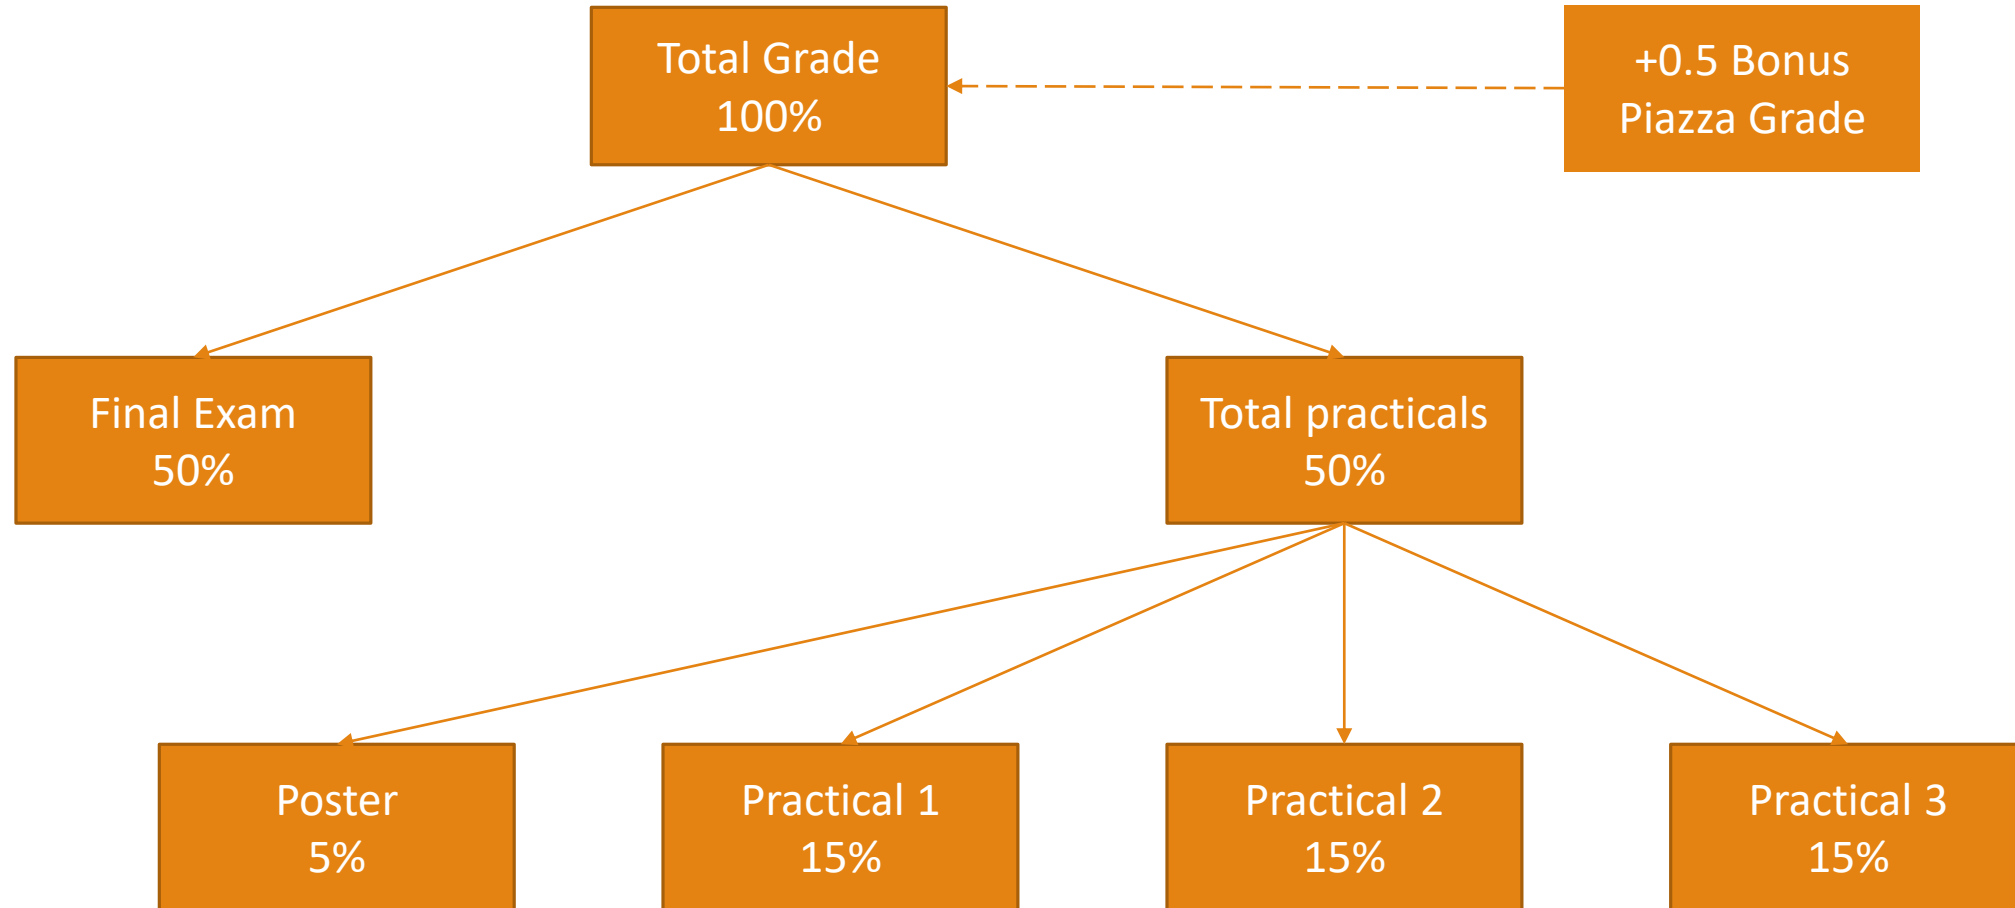 Total Grade
100%
+0.5 Bonus
Piazza Grade
Final Exam
50%
Total practicals
50%
Poster
5%
Practical 1
15%
Practical 2
15%
Practical 3
15%